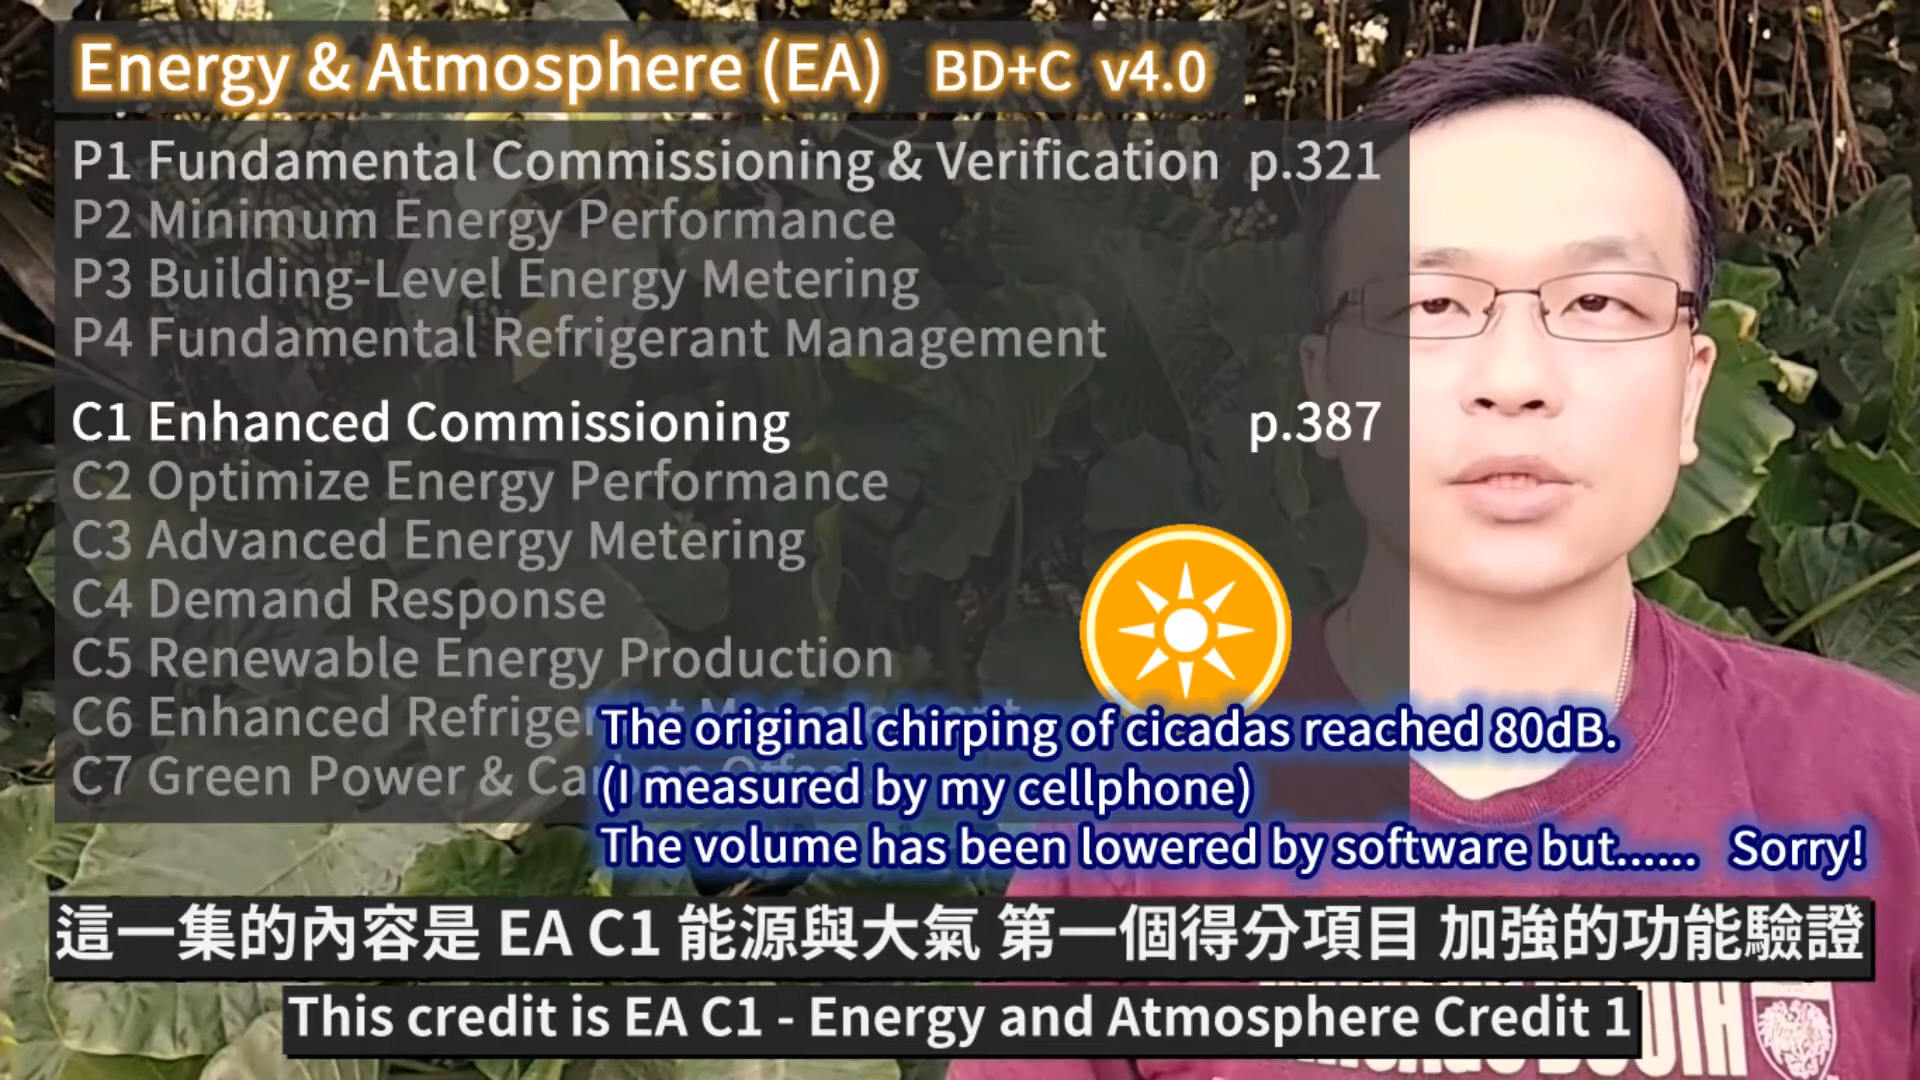 Energy & Atmosphere (EA) BD+C v4.0
P1 Fundamental Commissioning & Verification p.321
P2 Minimum Energy Performance
P3 Building-Level Energy Metering
P4 Fundamental Refrigerant Management
C1 Enhanced Commissioning p.387
C2 Optimize Energy Performance
C3 Advanced Energy Metering
C4 Demand Response
C5 Renewable Energy Production
C6 Enhanced Refrigerant Management
C7 Green Power & Carbon Offset
The original chirping of cicadas reached 80dB.
(I measured by my cellphone)
The volume has been lowered by software but...... Sorry!
這一集的內容是 EA C1 能源與大氣 第一個得分項目 加強的功能驗證
This credit is EA C1 - Energy and Atmosphere Credit 1